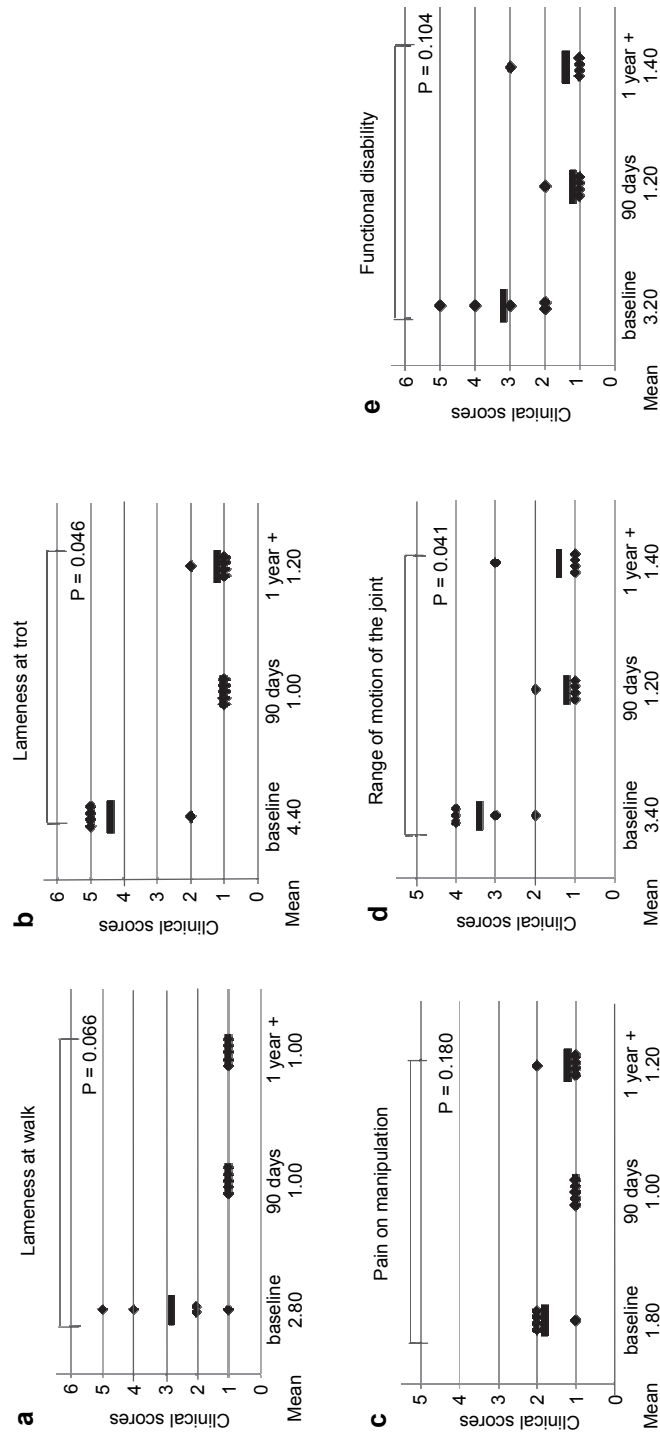 a
Lameness at walk
P = 0.066
Clinical scores
6
5
4
3
2
1
0
baseline 90 days 1 year +
Mean 2.80 1.00 1.00
b
Lameness at trot
P = 0.046
Clinical scores
6
5
4
3
2
1
0
baseline 90 days 1 year +
Mean 4.40 1.00 1.20
c
Pain on manipulation
P = 0.180
Clinical scores
5
4
3
2
1
0
baseline 90 days 1 year +
Mean 1.80 1.00 1.20
d
Range of motion of the joint
P = 0.041
Clinical scores
5
4
3
2
1
0
baseline 90 days 1 year +
Mean 3.40 1.20 1.40
e
Functional disability
P = 0.104
Clinical scores
6
5
4
3
2
1
0
baseline 90 days 1 year +
Mean 3.20 1.20 1.40